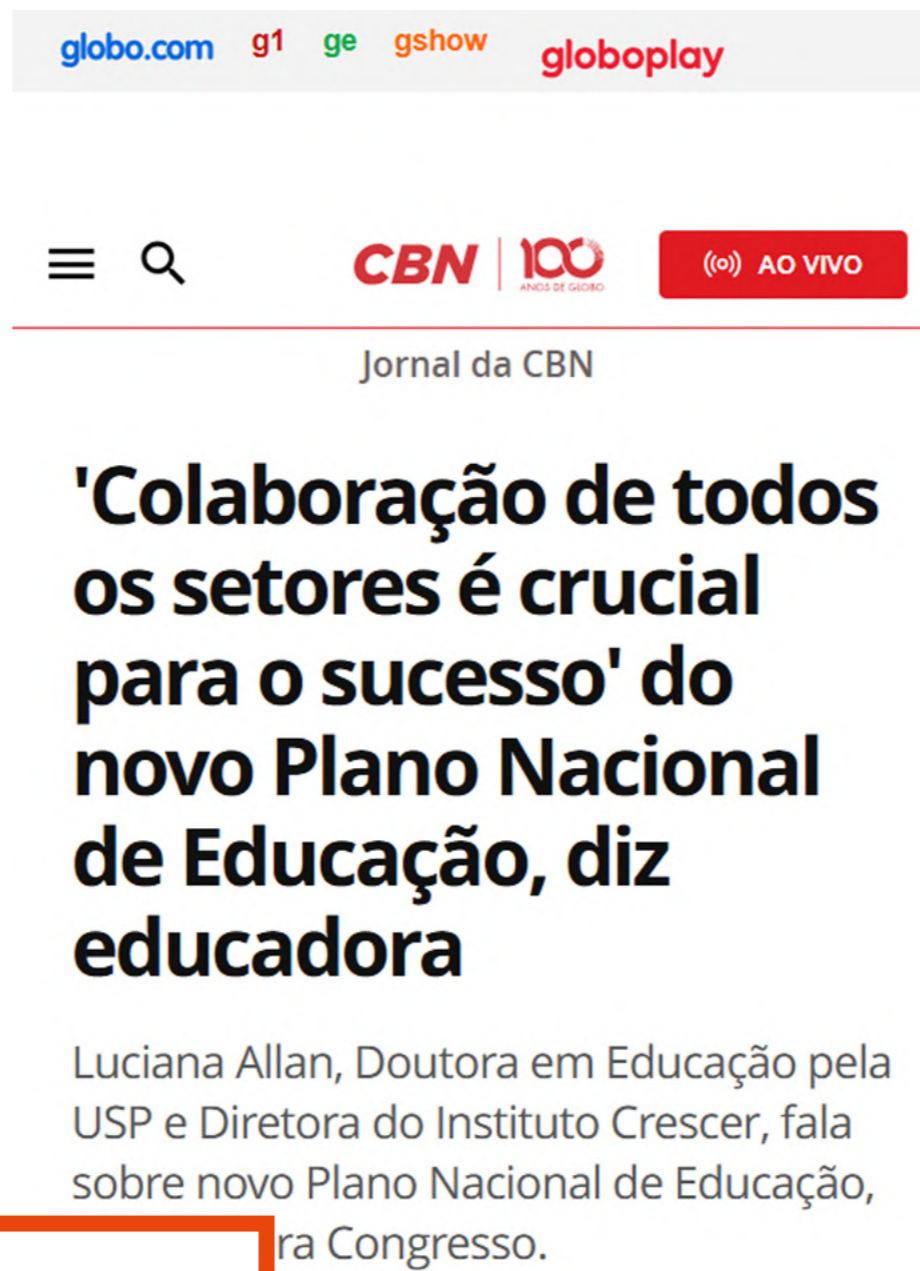 globo.com g1 ge gshow globoplay
CBN 100 ANOS DE GLOBO AO VIVO
Jornal da CBN
'Colaboração de todos
os setores é crucial
para o sucesso' do
novo Plano Nacional
de Educação, diz
educadora
Luciana Allan, Doutora em Educação pela
USP e Diretora do Instituto Crescer, fala
sobre novo Plano Nacional de Educação,
Congresso.